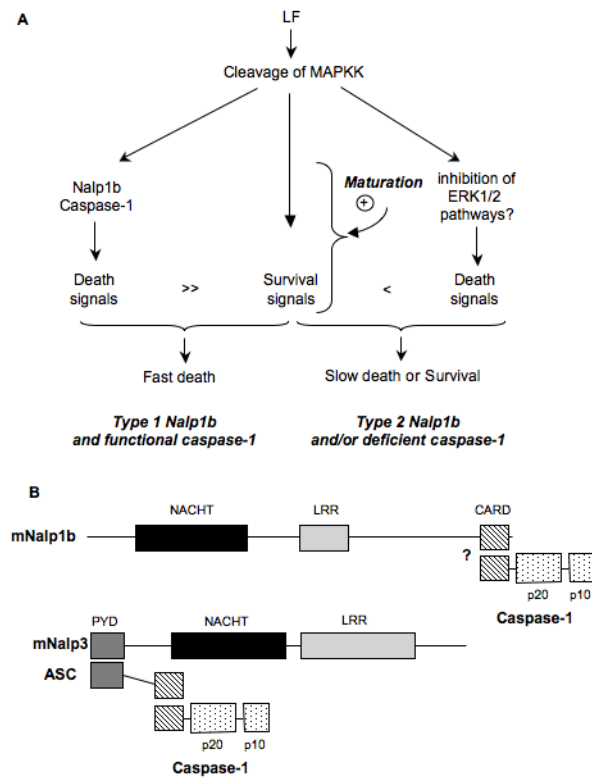 A
LF
Cleavage of MAPKK
Nalp1b
Caspase-1
Maturation
+
inhibition of
ERK1/2
pathways?
Death
signals
>>
Survival
signals
<
Death
signals
Fast death
Slow death or Survival
Type 1 Nalp1b
and functional caspase-1
Type 2 Nalp1b
and/or deficient caspase-1
B
NACHT
LRR
CARD
mNalp1b
?
p20
p10
Caspase-1
PYD
NACHT
LRR
mNalp3
ASC
p20
p10
Caspase-1